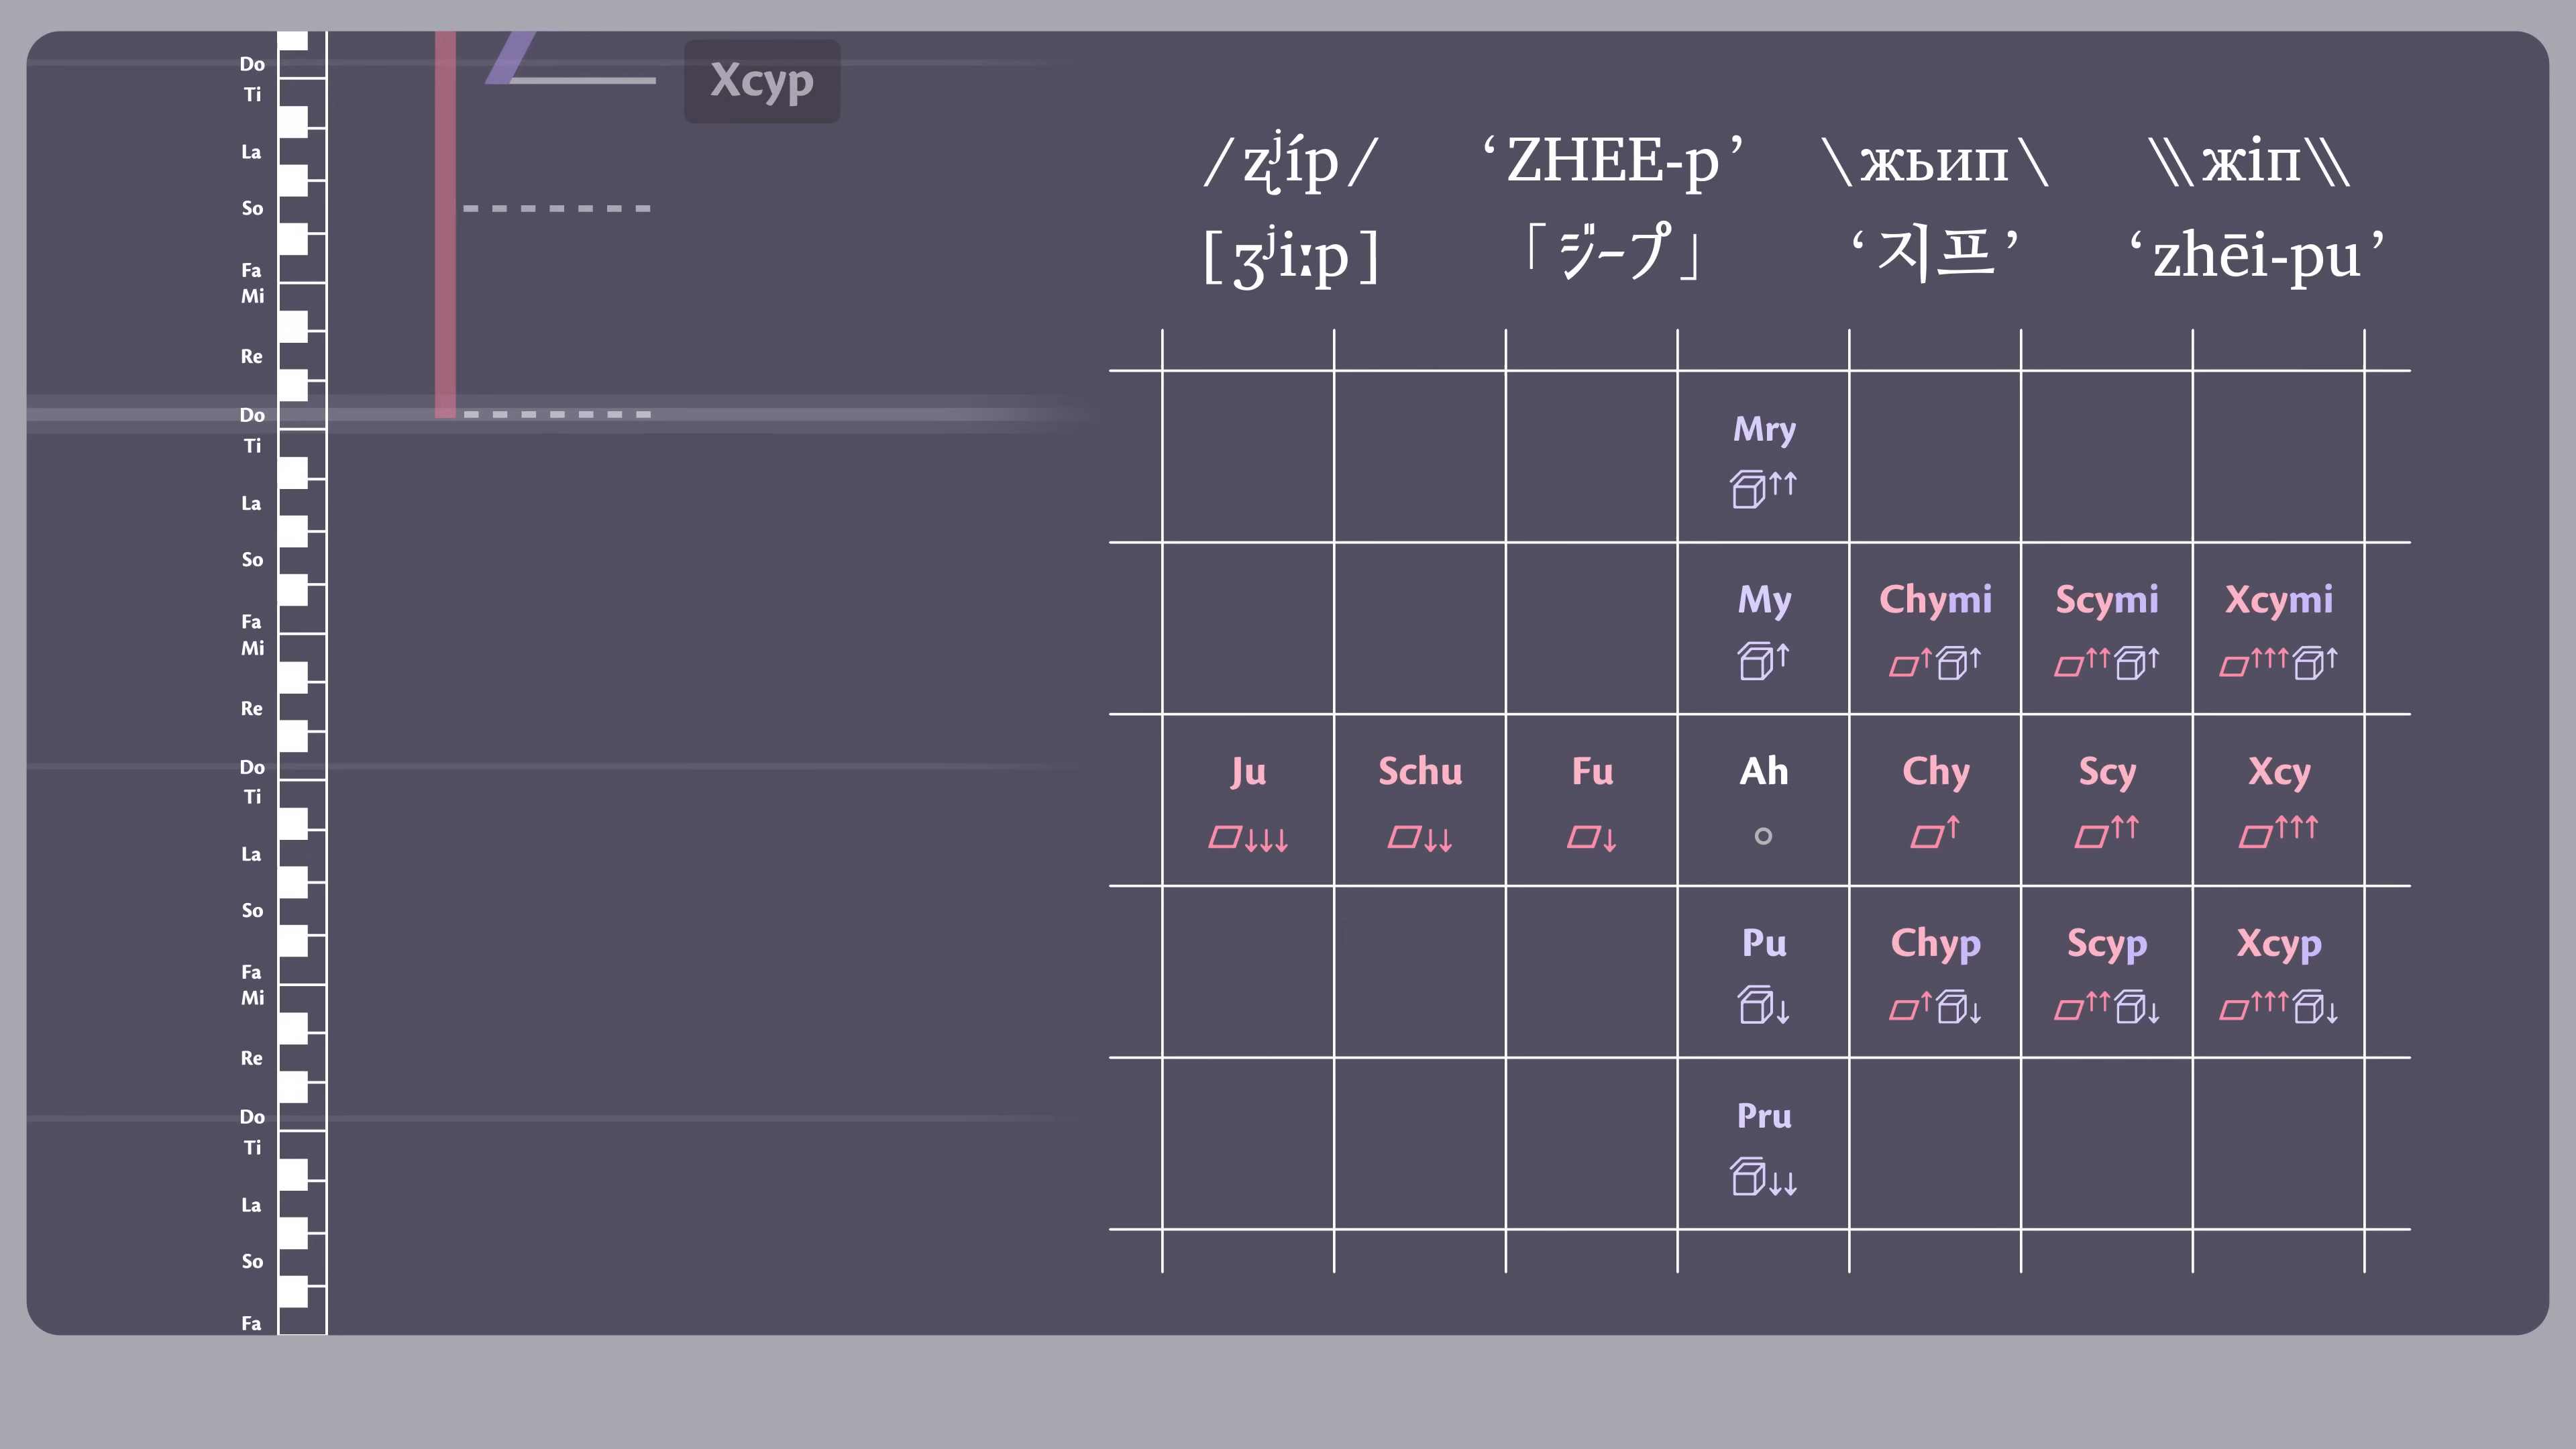 Do
Ti
La
So
Fa
Mi
Re
Do
Ti
La
So
Fa
Mi
Re
Do
Ti
La
So
Fa
Mi
Re
Do
Ti
La
So
Fa
Xcyp
/ʐʲíp/ ‘ZHEE-p’ \жьип\ \\жіп\\
[ʒʲiːp] 「ジープ」 ‘지프’ ‘zhēi-pu’
Mry
↑↑
My Chymi Scymi Xcymi
↑ ↑↑ ↑↑↑ ↑↑↑↑
Ju Schu Fu Ah Chy Scy Xcy
↓↓↓ ↓↓ ↓ ↑ ↑↑ ↑↑↑
Pu Chyp Scyp Xcyp
↓ ↑↓ ↑↑↓ ↑↑↑↓
Pru
↓↓